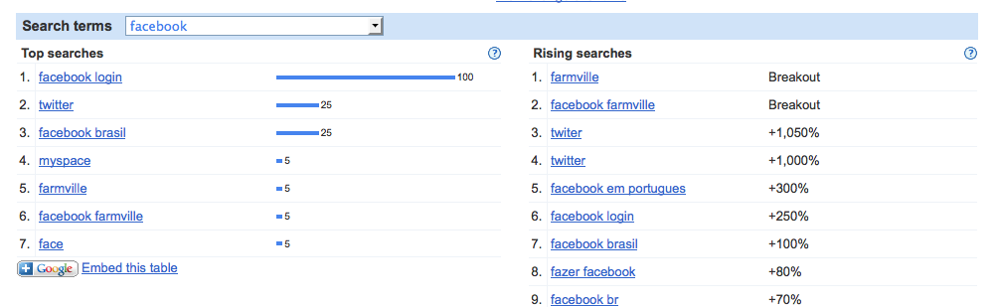 Search terms facebook
Top searches ?
1. facebook login 100
2. twitter 25
3. facebook brasil 25
4. myspace 5
5. farmville 5
6. facebook farmville 5
7. face 5
Google Embed this table
Rising searches ?
1. farmville Breakout
2. facebook farmville Breakout
3. twiter +1,050%
4. twitter +1,000%
5. facebook em portugues +300%
6. facebook login +250%
7. facebook brasil +100%
8. fazer facebook +80%
9. facebook br +70%